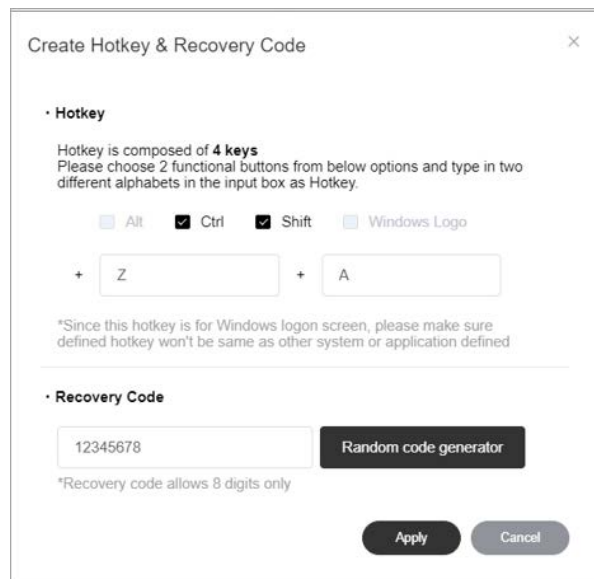 Create Hotkey & Recovery Code ×
· Hotkey
Hotkey is composed of 4 keys
Please choose 2 functional buttons from below options and type in two
different alphabets in the input box as Hotkey.
Alt Ctrl Shift Windows Logo
+ Z + A
*Since this hotkey is for Windows logon screen, please make sure
defined hotkey won't be same as other system or application defined
· Recovery Code
12345678 Random code generator
*Recovery code allows 8 digits only
Apply Cancel